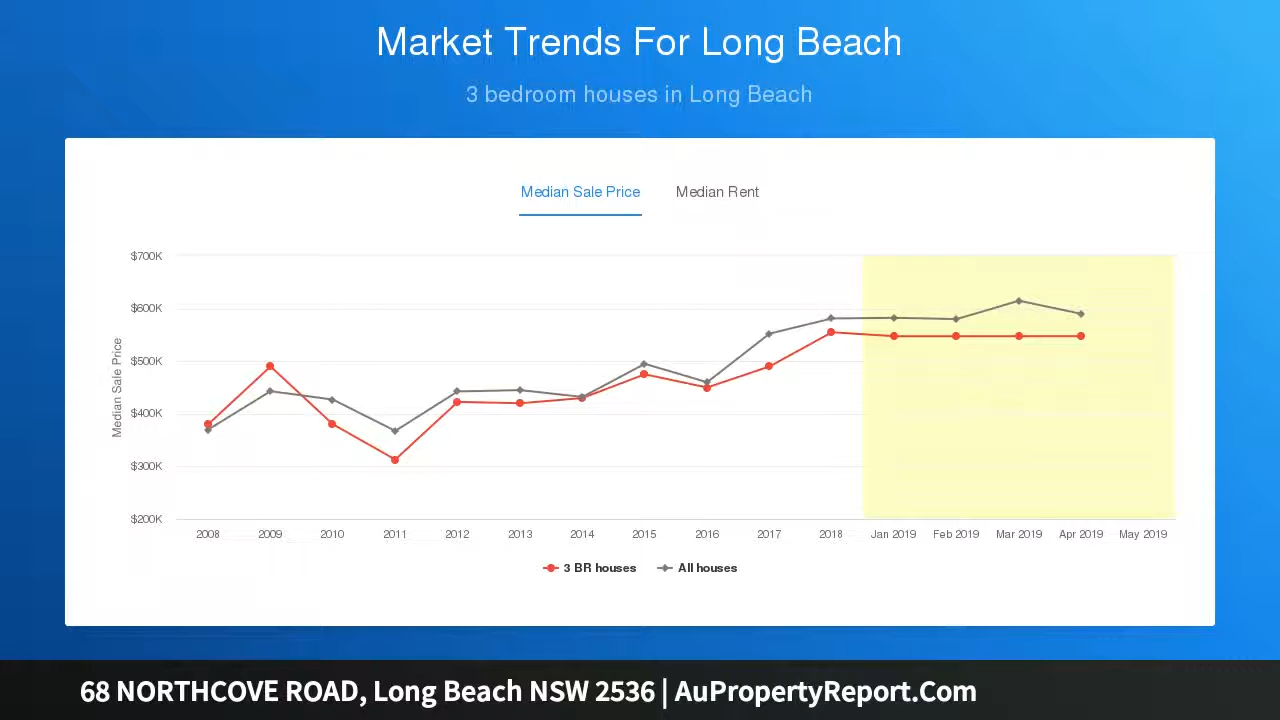 Market Trends For Long Beach
3 bedroom houses in Long Beach
Median Sale Price Median Rent
Median Sale Price
$700K
$600K
$500K
$400K
$300K
$200K
2008 2009 2010 2011 2012 2013 2014 2015 2016 2017 2018 Jan 2019 Feb 2019 Mar 2019 Apr 2019 May 2019
3 BR houses All houses
68 NORTHCOVE ROAD, Long Beach NSW 2536 | AuPropertyReport.Com